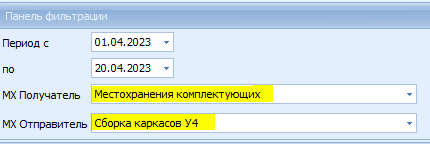 Панель фильтрации
Период с 01.04.2023
по 20.04.2023
МХ Получатель Местохранения комплектующих
МХ Отправитель Сборка каркасов У4